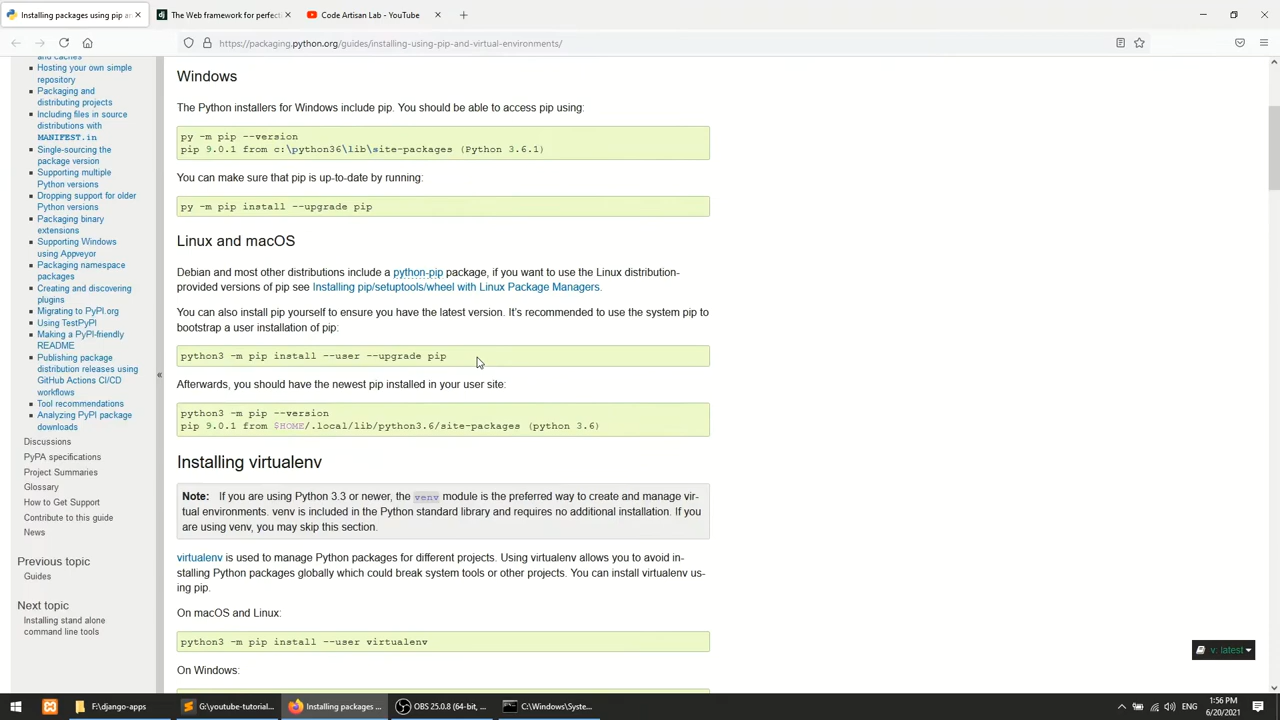 Installing packages using pip ar
The Web framework for perfect
Code Artisan Lab - YouTube
https://packaging.python.org/guides/installing-using-pip-and-virtual-environments/
and caches
Hosting your own simple
repository
Packaging and
distributing projects
Including files in source
distributions with
MANIFEST.in
Single-sourcing the
package version
Supporting multiple
Python versions
Dropping support for older
Python versions
Packaging binary
extensions
Supporting Windows
using Appveyor
Packaging namespace
packages
Creating and discovering
plugins
Migrating to PyPI.org
Using TestPyPI
Making a PyPI-friendly
README
Publishing package
distribution releases using
GitHub Actions CI/CD
workflows
Tool recommendations
Analyzing PyPI package
downloads
Discussions
PyPA specifications
Project Summaries
Glossary
How to Get Support
Contribute to this guide
News
Previous topic
Guides
Next topic
Installing stand alone
command line tools
«
Windows
The Python installers for Windows include pip. You should be able to access pip using:
py -m pip --version
pip 9.0.1 from c:\python36\lib\site-packages (Python 3.6.1)
You can make sure that pip is up-to-date by running:
py -m pip install --upgrade pip
Linux and macOS
Debian and most other distributions include a python-pip package, if you want to use the Linux distribution-
provided versions of pip see Installing pip/setuptools/wheel with Linux Package Managers.
You can also install pip yourself to ensure you have the latest version. It's recommended to use the system pip to
bootstrap a user installation of pip:
python3 -m pip install --user --upgrade pip
Afterwards, you should have the newest pip installed in your user site:
python3 -m pip --version
pip 9.0.1 from $HOME/.local/lib/python3.6/site-packages (python 3.6)
Installing virtualenv
Note: If you are using Python 3.3 or newer, the venv module is the preferred way to create and manage vir-
tual environments. venv is included in the Python standard library and requires no additional installation. If you
are using venv, you may skip this section.
virtualenv is used to manage Python packages for different projects. Using virtualenv allows you to avoid in-
stalling Python packages globally which could break system tools or other projects. You can install virtualenv us-
ing pip.
On macOS and Linux:
python3 -m pip install --user virtualenv
On Windows:
v: latest
F:\django-apps
G:\youtube-tutorial...
Installing packages ...
OBS 25.0.8 (64-bit, ...
C:\Windows\Syste...
ENG
1:56 PM
6/20/2021